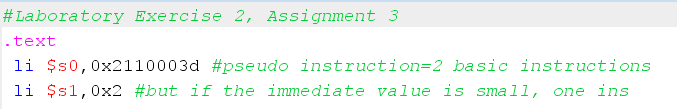 #Laboratory Exercise 2, Assignment 3
.text
li $s0,0x2110003d #pseudo instruction=2 basic instructions
li $s1,0x2 #but if the immediate value is small, one ins